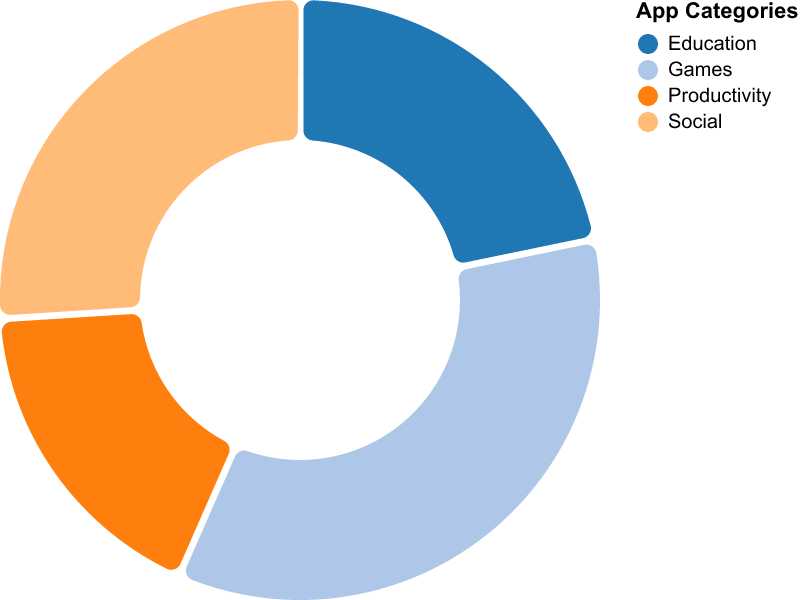 App Categories
Education
Games
Productivity
Social